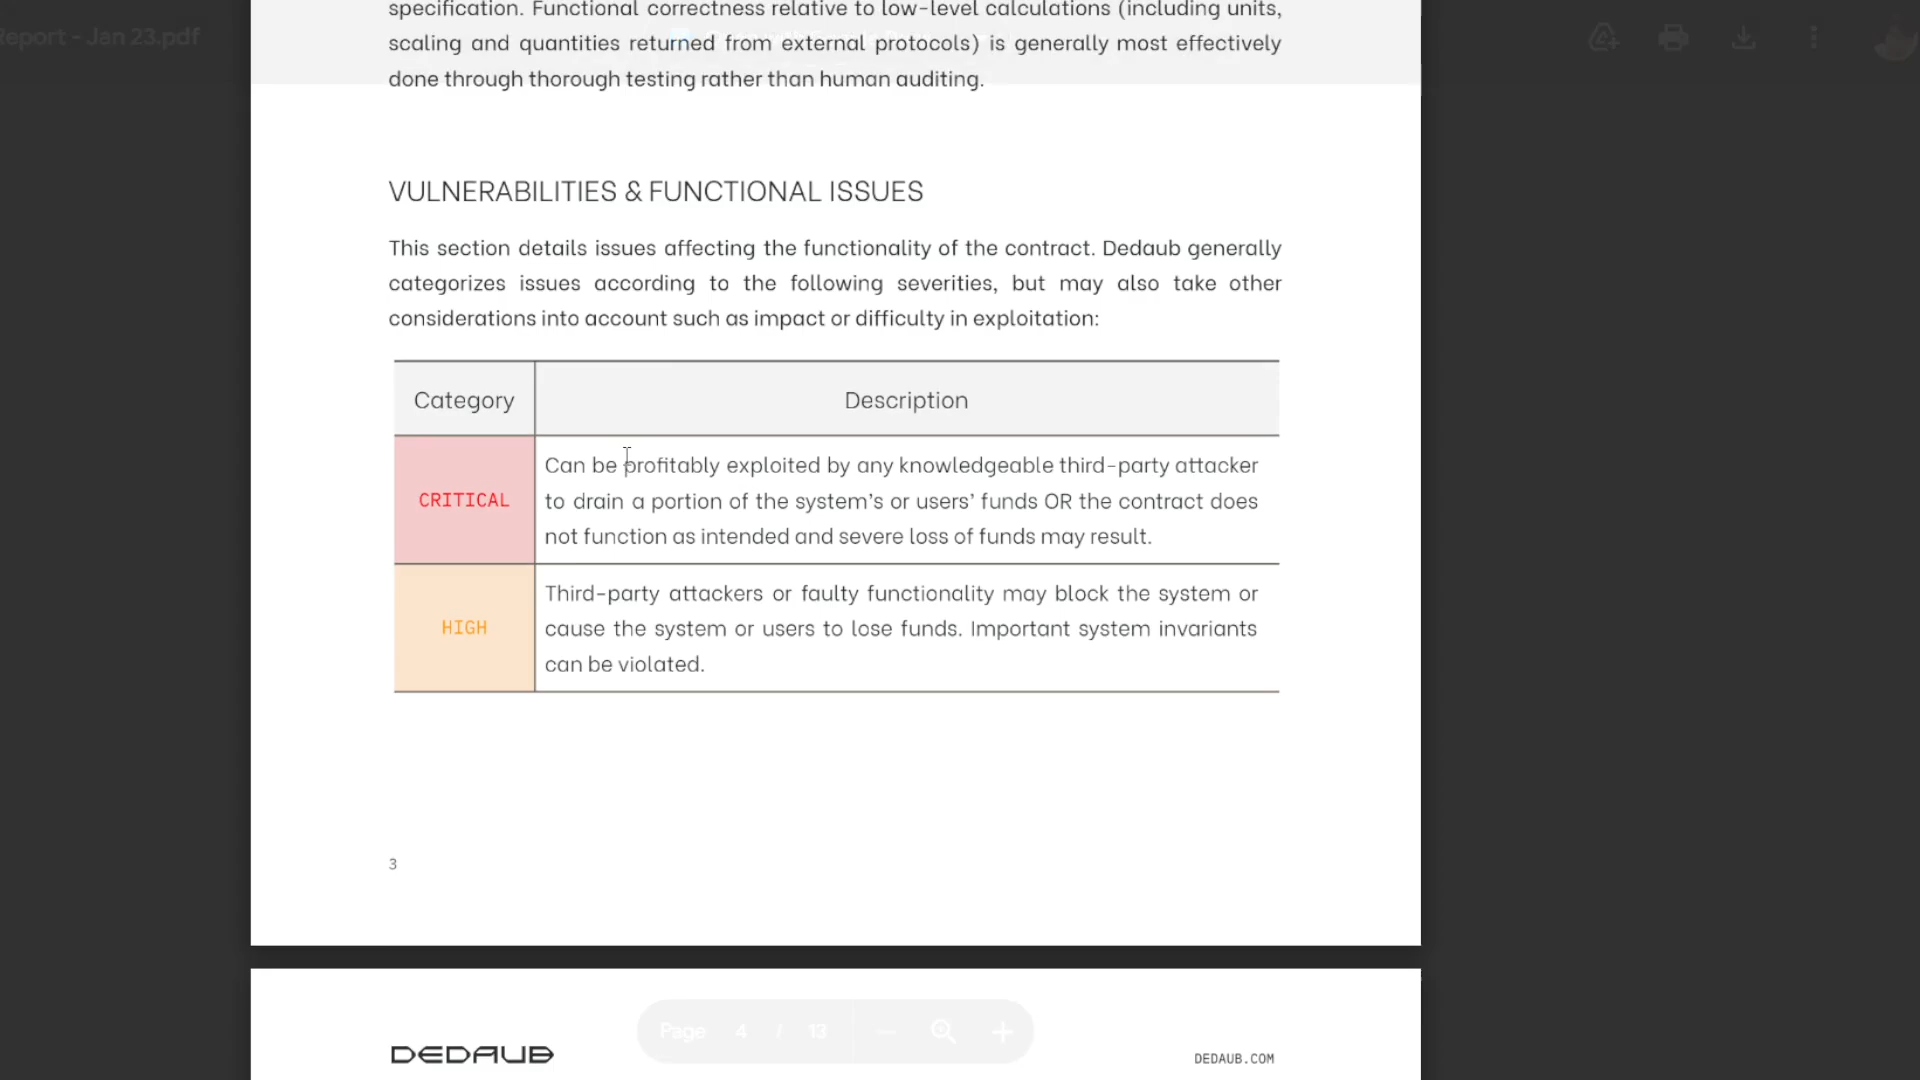 specification. Functional correctness relative to low-level calculations (including units,
eport - Jan 23.pdf
scaling and quantities returned from external protocols) is generally most effectively
done through thorough testing rather than human auditing.
VULNERABILITIES & FUNCTIONAL ISSUES
This section details issues affecting the functionality of the contract. Dedaub generally
categorizes issues according to the following severities, but may also take other
considerations into account such as impact or difficulty in exploitation:
Category Description
CRITICAL
Can be profitably exploited by any knowledgeable third-party attacker
to drain a portion of the system’s or users’ funds OR the contract does
not function as intended and severe loss of funds may result.
HIGH
Third-party attackers or faulty functionality may block the system or
cause the system or users to lose funds. Important system invariants
can be violated.
3
Page 4 / 13
DEDAUB
DEDAUB.COM